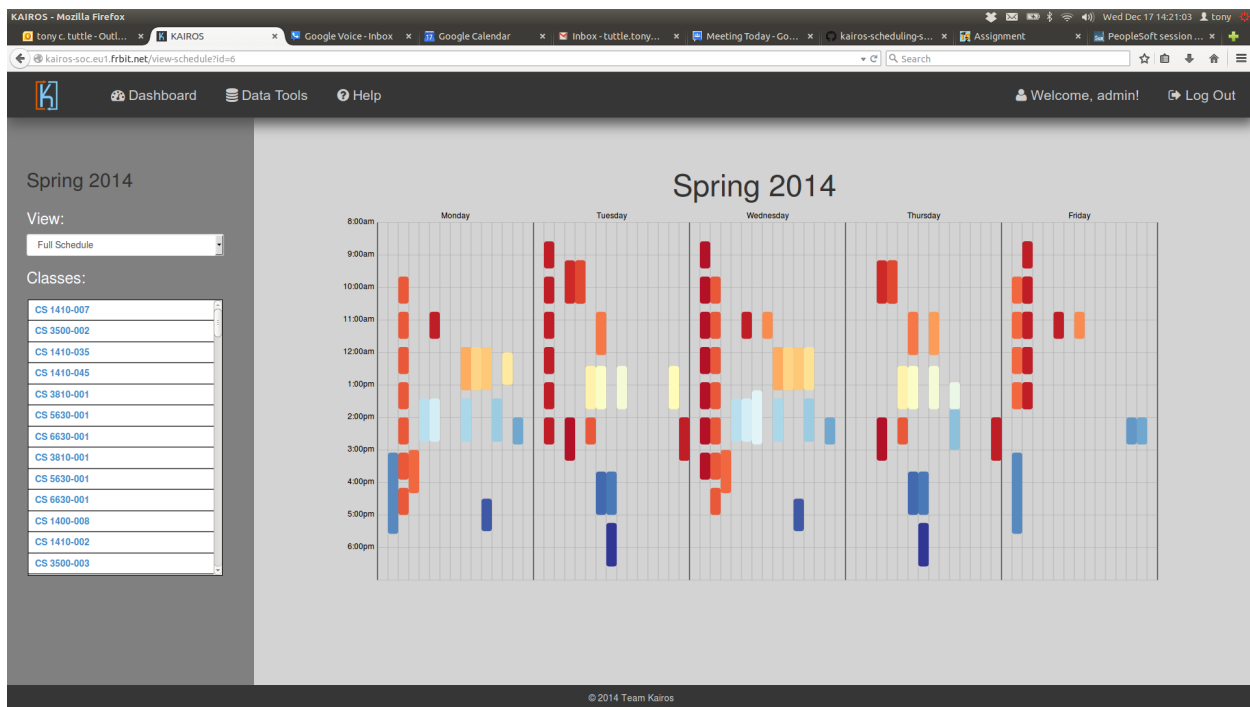 KAIROS - Mozilla Firefox
Wed Dec 17 14:21:03 tony
tony c. tuttle - Outl... × KAIROS × Google Voice - Inbox × Google Calendar × Inbox - tuttle.tony... × Meeting Today - Go... × kairos-scheduling-s... × Assignment × PeopleSoft session ... ×
kairos-soc.eu1.frbit.net/view-schedule?id=6
Search
[K] Dashboard Data Tools Help Welcome, admin! Log Out
Spring 2014
View:
Full Schedule
Classes:
CS 1410-007
CS 3500-002
CS 1410-035
CS 1410-045
CS 3810-001
CS 5630-001
CS 6630-001
CS 3810-001
CS 5630-001
CS 6630-001
CS 1400-008
CS 1410-002
CS 3500-003
Spring 2014
Monday Tuesday Wednesday Thursday Friday
8:00am
9:00am
10:00am
11:00am
12:00am
1:00pm
2:00pm
3:00pm
4:00pm
5:00pm
6:00pm
© 2014 Team Kairos